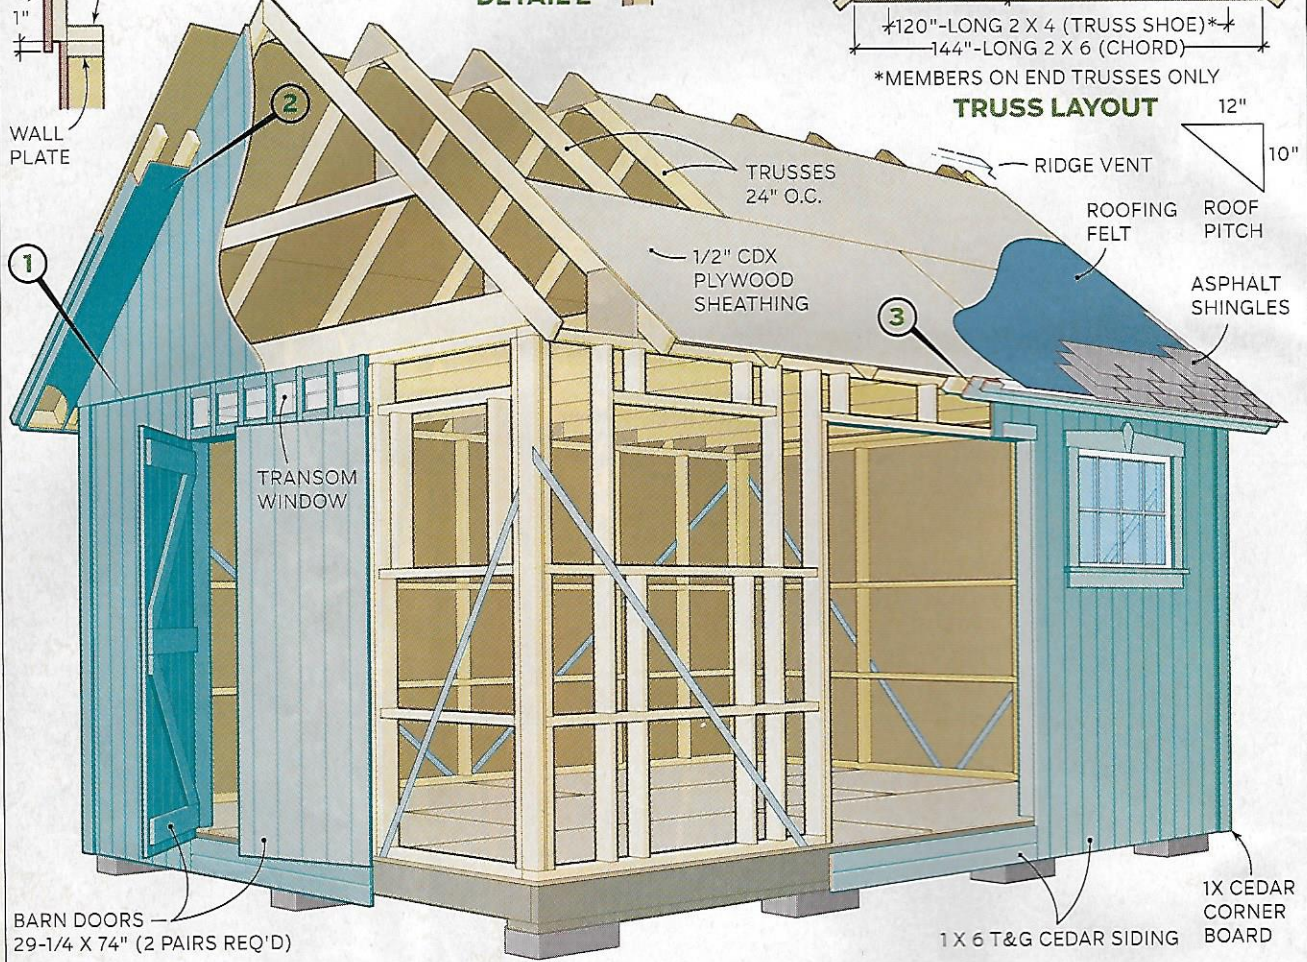 1"
WALL
PLATE
120"-LONG 2 X 4 (TRUSS SHOE)*
144"-LONG 2 X 6 (CHORD)
*MEMBERS ON END TRUSSES ONLY
TRUSS LAYOUT
12"
10"
ROOF
PITCH
RIDGE VENT
ROOFING
FELT
ASPHALT
SHINGLES
2
TRUSSES
24" O.C.
1
1/2" CDX
PLYWOOD
SHEATHING
3
TRANSOM
WINDOW
BARN DOORS
29-1/4 X 74" (2 PAIRS REQ'D)
1 X 6 T&G CEDAR SIDING
1X CEDAR
CORNER
BOARD